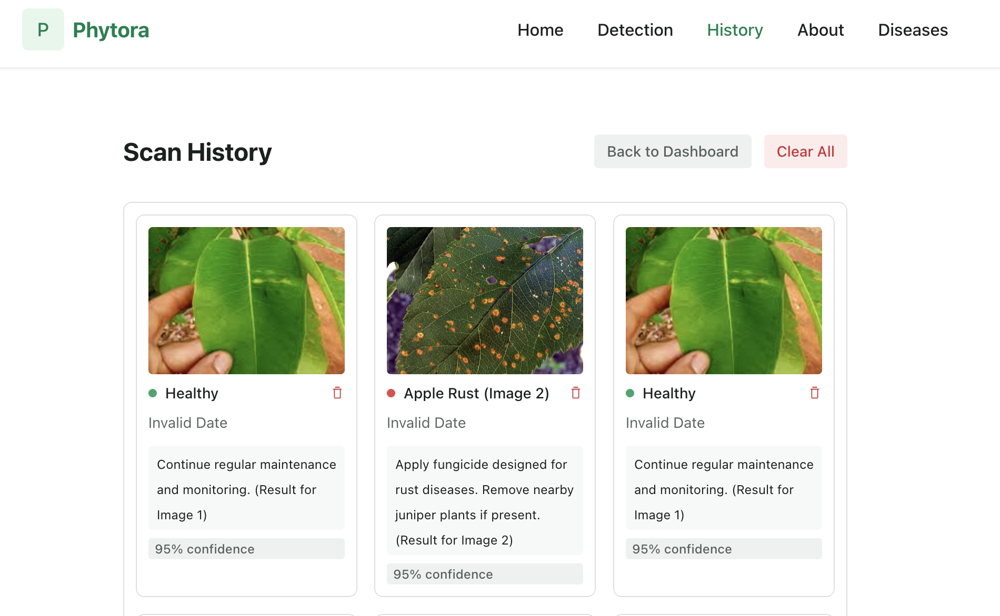 P Phytora Home Detection History About Diseases
Scan History Back to Dashboard Clear All
Healthy
Invalid Date
Continue regular maintenance
and monitoring. (Result for
Image 1)
95% confidence
Apple Rust (Image 2)
Invalid Date
Apply fungicide designed for
rust diseases. Remove nearby
juniper plants if present.
(Result for Image 2)
95% confidence
Healthy
Invalid Date
Continue regular maintenance
and monitoring. (Result for
Image 1)
95% confidence